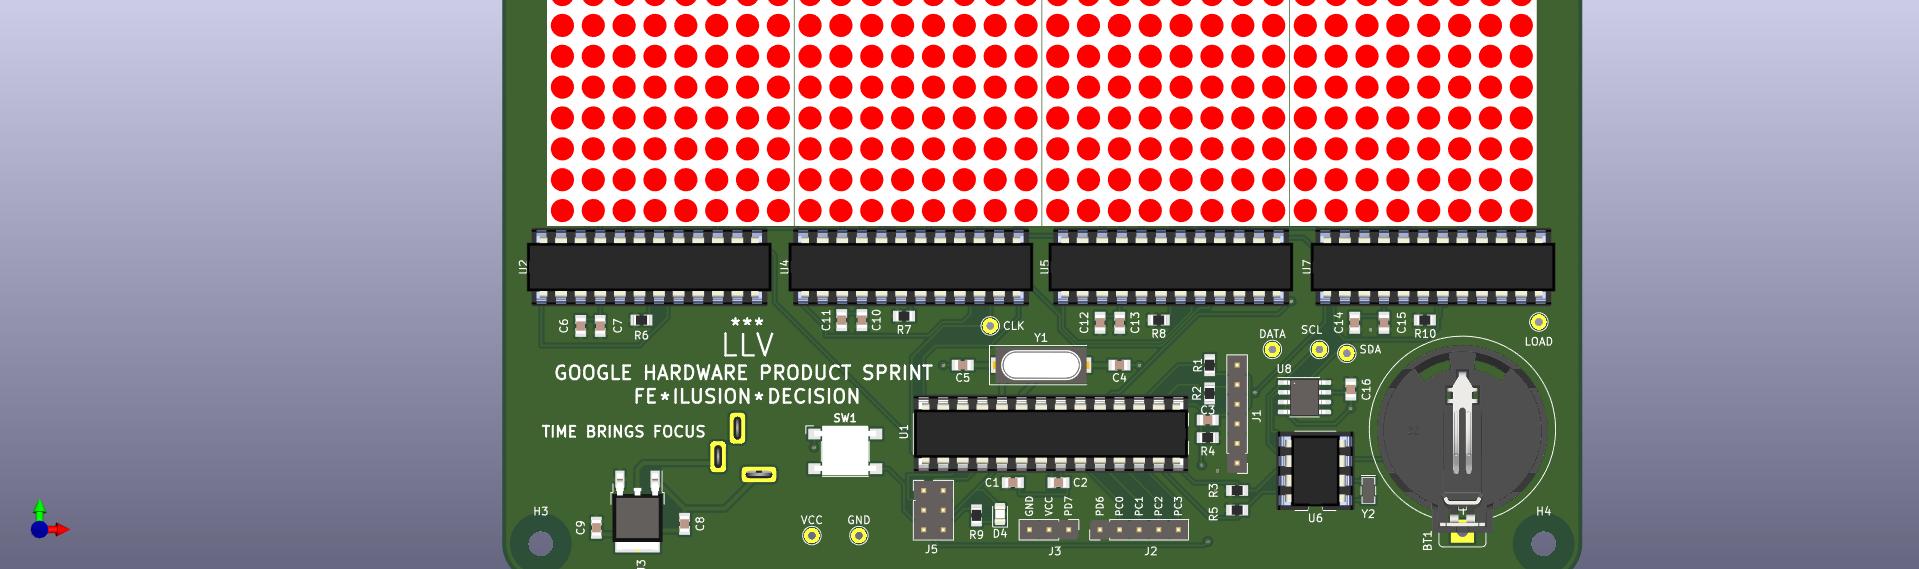 U2
U4
U5
U7
C6
C7
R6
C11
C10
R7
CLK
C12
C13
R8
C14
C15
R10
LOAD
***
LLV
GOOGLE HARDWARE PRODUCT SPRINT
FE*ILUSION*DECISION
TIME BRINGS FOCUS
Y1
C5
C4
DATA
SCL
SDA
R1
R2
C3
R4
J1
U8
C16
SW1
U1
C1
C2
GND
VCC
PD7
PD6
PC0
PC1
PC2
PC3
R3
R5
U6
Y2
BT1
H3
C9
C8
VCC
GND
J5
R9
D4
J3
J2
H4